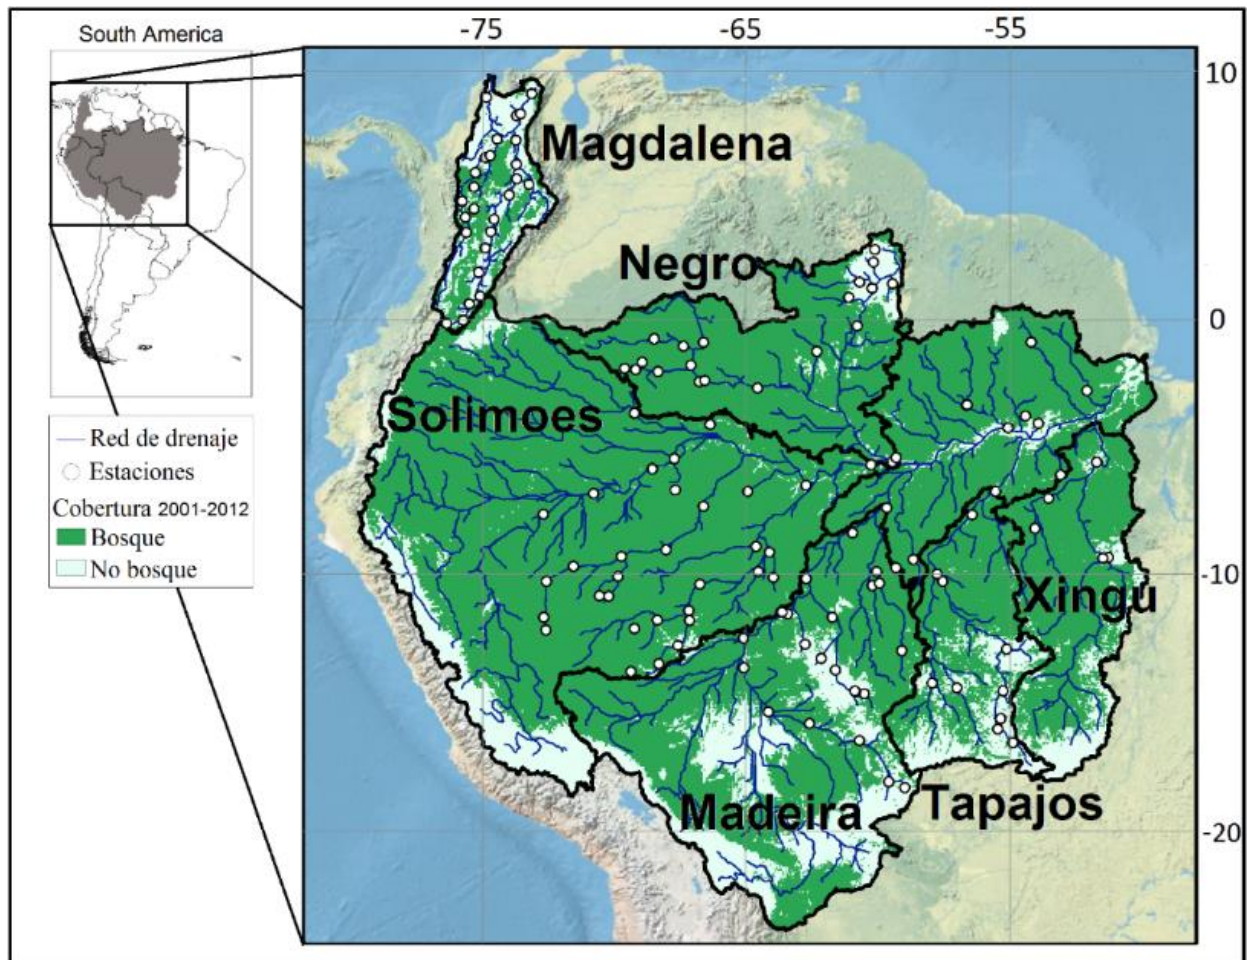 South America
-75
-65
-55
10
0
-10
-20
Magdalena
Negro
Solimoes
Xingu
Madeira
Tapajos
Red de drenaje
Estaciones
Cobertura 2001-2012
Bosque
No bosque